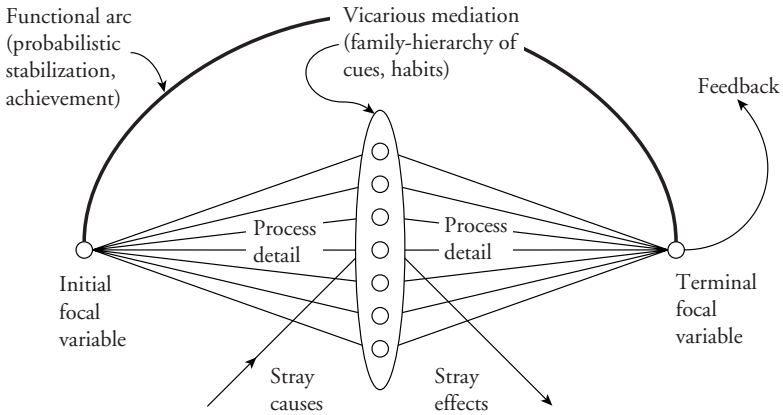 Functional arc
(probabilistic
stabilization,
achievement)
Vicarious mediation
(family-hierarchy of
cues, habits)
Feedback
Process
detail
Process
detail
Initial
focal
variable
Terminal
focal
variable
Stray
causes
Stray
effects